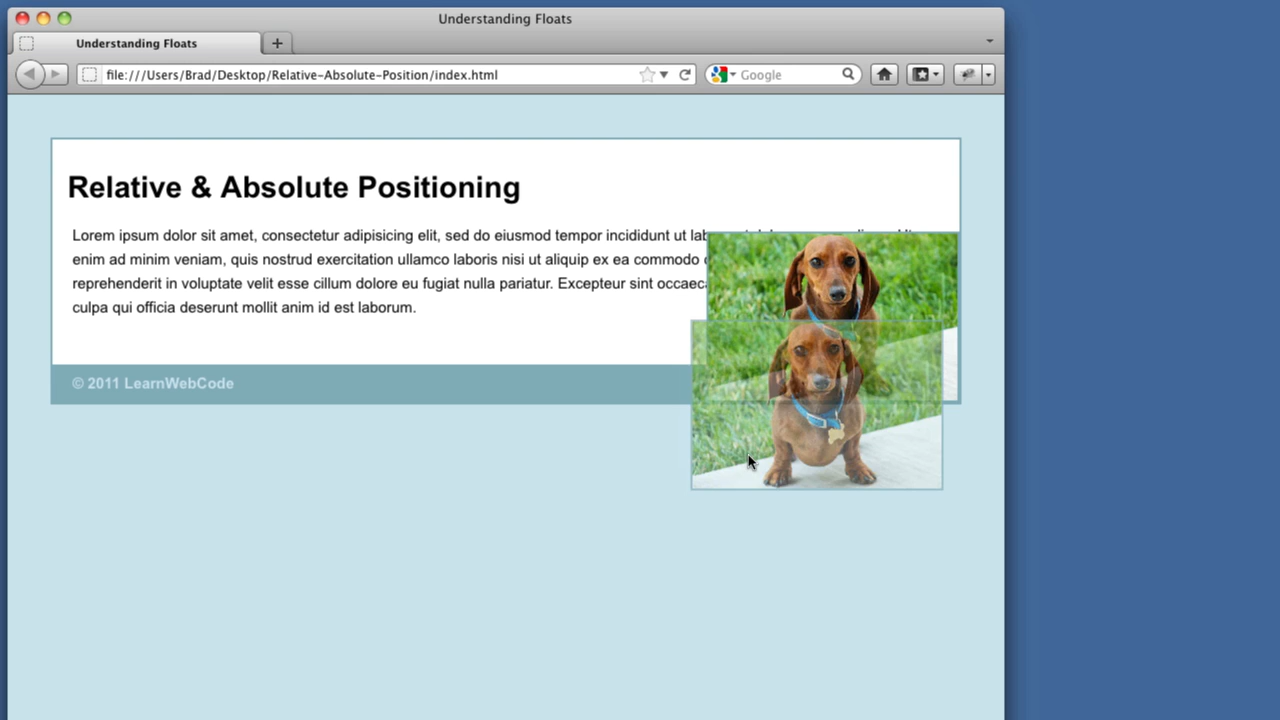 Understanding Floats
Understanding Floats
file:///Users/Brad/Desktop/Relative-Absolute-Position/index.html
Google
Relative & Absolute Positioning
Lorem ipsum dolor sit amet, consectetur adipisicing elit, sed do eiusmod tempor incididunt ut
enim ad minim veniam, quis nostrud exercitation ullamco laboris nisi ut aliquip ex ea commodo
reprehenderit in voluptate velit esse cillum dolore eu fugiat nulla pariatur. Excepteur sint
culpa qui officia deserunt mollit anim id est laborum.
© 2011 LearnWebCode